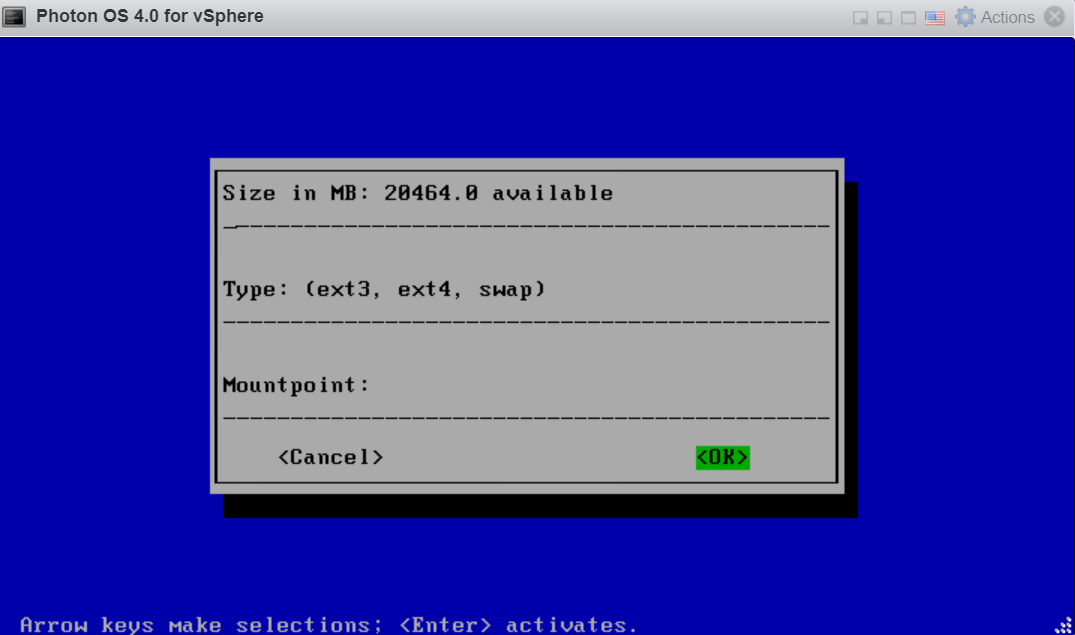 Photon OS 4.0 for vSphere
Actions
Size in MB: 20464.0 available
Type: (ext3, ext4, swap)
Mountpoint:
<Cancel> <OK>
Arrow keys make selections; <Enter> activates.